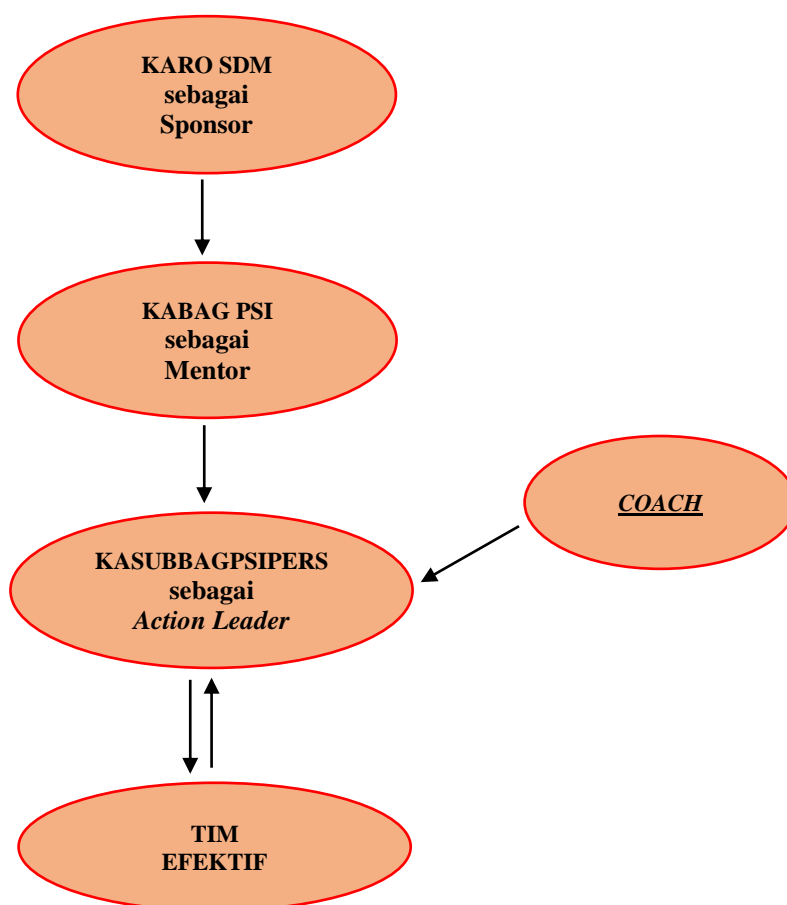 KARO SDM
sebagai
Sponsor
KABAG PSI
sebagai
Mentor
COACH
KASUBBAGPSIPERS
sebagai
Action Leader
TIM
EFEKTIF